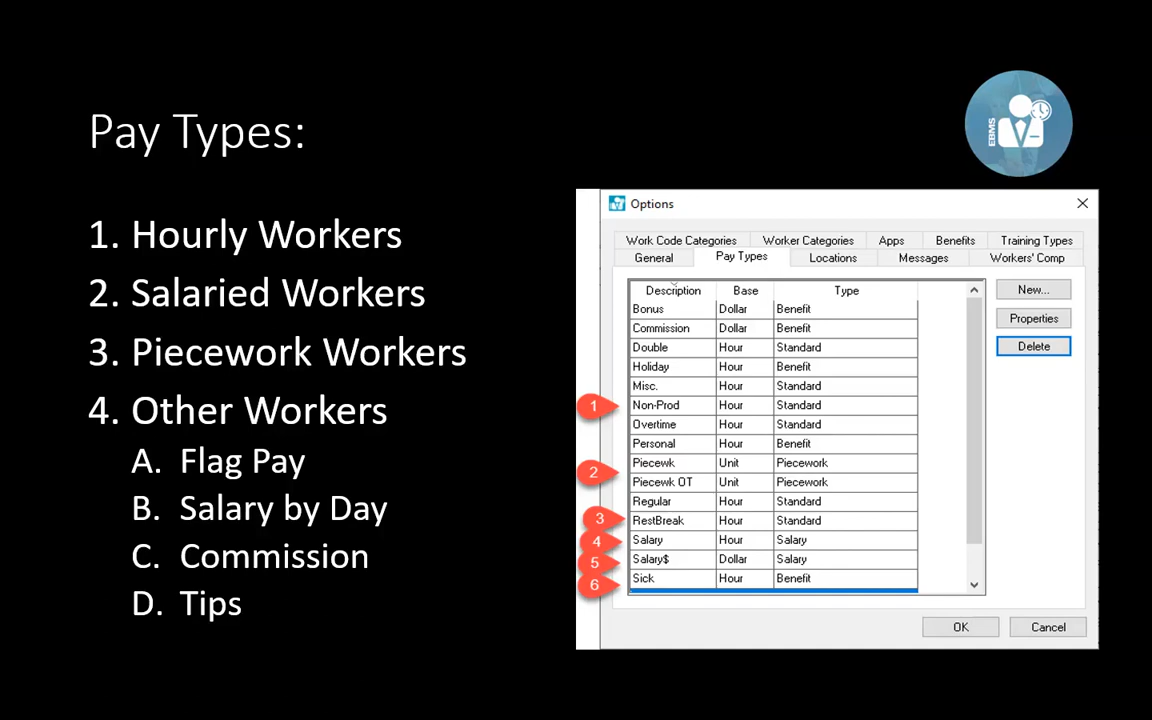 Pay Types:
EBMS
1. Hourly Workers
2. Salaried Workers
3. Piecework Workers
4. Other Workers
A. Flag Pay
B. Salary by Day
C. Commission
D. Tips
Options
Work Code Categories Worker Categories Apps Benefits Training Types
General Pay Types Locations Messages Workers' Comp
Description Base Type
Bonus Dollar Benefit
Commission Dollar Benefit
Double Hour Standard
Holiday Hour Benefit
Misc. Hour Standard
1 Non-Prod Hour Standard
Overtime Hour Standard
Personal Hour Benefit
Piecewk Unit Piecework
2
Piecewk OT Unit Piecework
Regular Hour Standard
3 RestBreak Hour Standard
4 Salary Hour Salary
5 Salary$ Dollar Salary
6 Sick Hour Benefit
New...
Properties
Delete
OK Cancel